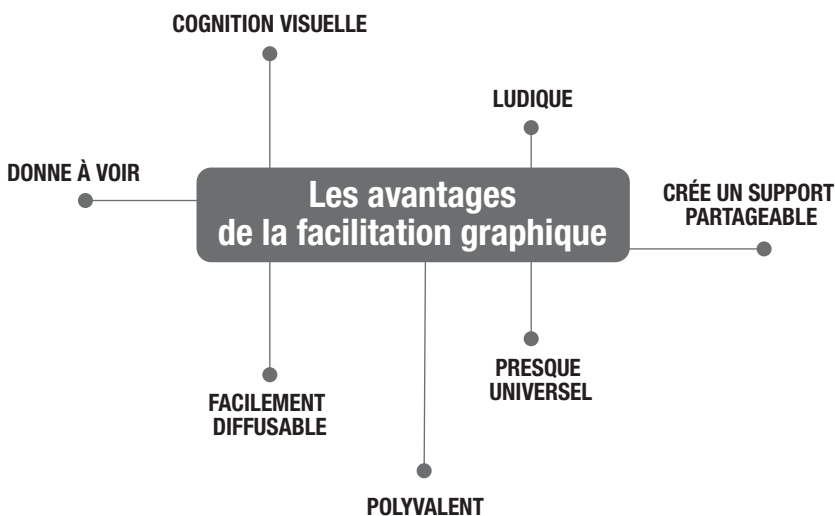 COGNITION VISUELLE
LUDIQUE
DONNE À VOIR
Les avantages
de la facilitation graphique
CRÉE UN SUPPORT
PARTAGEABLE
PRESQUE
UNIVERSEL
FACILEMENT
DIFFUSABLE
POLYVALENT